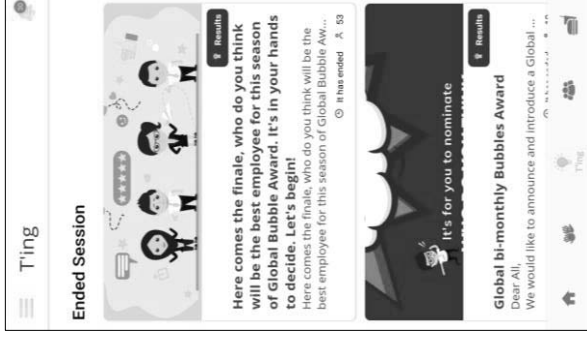 T'ing
Ended Session
Results
Here comes the finale, who do you think
will be the best employee for this season
of Global Bubble Award. It's in your hands
to decide. Let's begin!
Here comes the finale, who do you think will be the
best employee for this season of Global Bubble Aw...
It has ended 53
It's for you to nominate
Results
Global bi-monthly Bubbles Award
Dear All,
We would like to announce and introduce a Global ...
T'ing